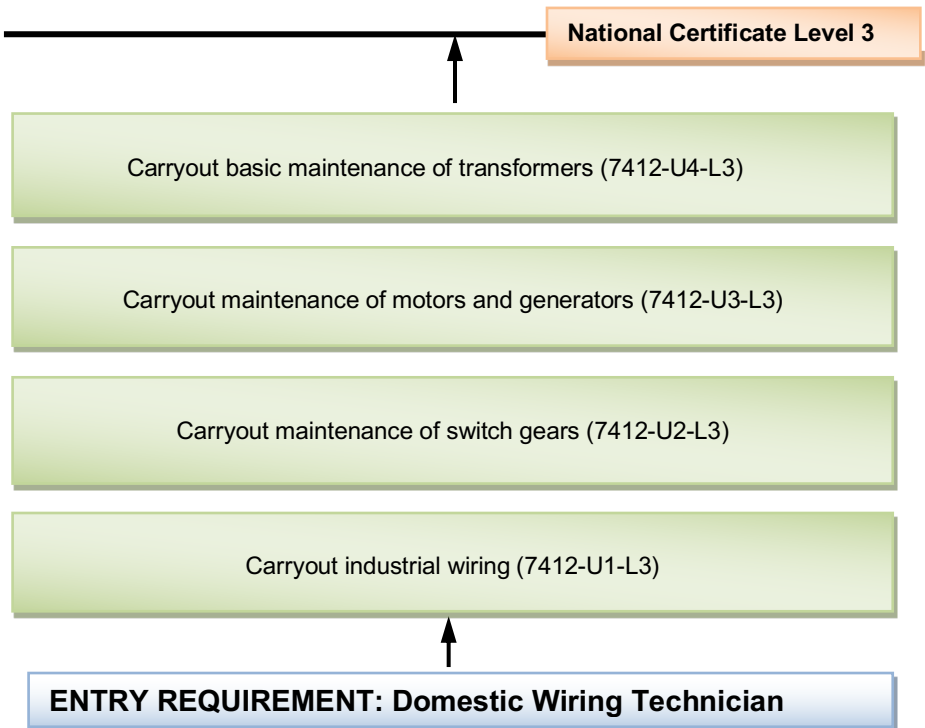 National Certificate Level 3
Carryout basic maintenance of transformers (7412-U4-L3)
Carryout maintenance of motors and generators (7412-U3-L3)
Carryout maintenance of switch gears (7412-U2-L3)
Carryout industrial wiring (7412-U1-L3)
ENTRY REQUIREMENT: Domestic Wiring Technician